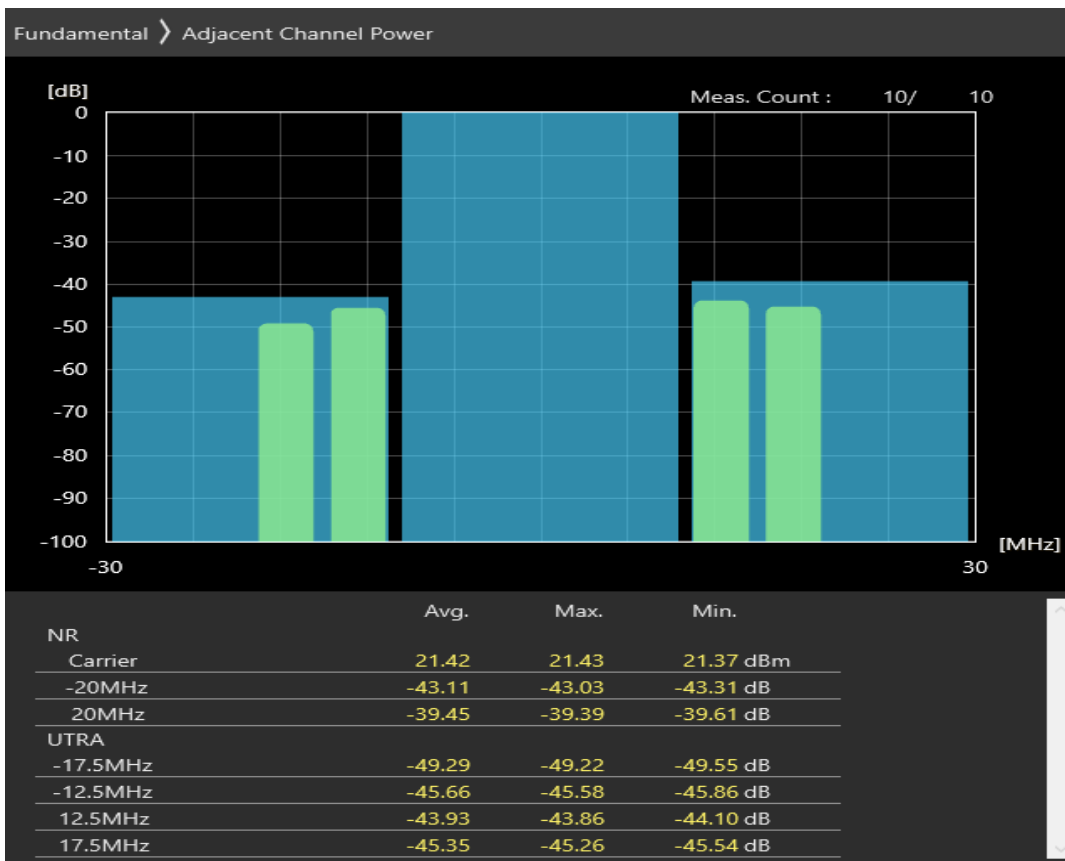 Fundamental 〉 Adjacent Channel Power
[dB]
Meas. Count : 10/ 10
0
-10
-20
-30
-40
-50
-60
-70
-80
-90
-100
[MHz]
-30 30
Avg. Max. Min.
NR
Carrier 21.42 21.43 21.37 dBm
-20MHz -43.11 -43.03 -43.31 dB
20MHz -39.45 -39.39 -39.61 dB
UTRA
-17.5MHz -49.29 -49.22 -49.55 dB
-12.5MHz -45.66 -45.58 -45.86 dB
12.5MHz -43.93 -43.86 -44.10 dB
17.5MHz -45.35 -45.26 -45.54 dB